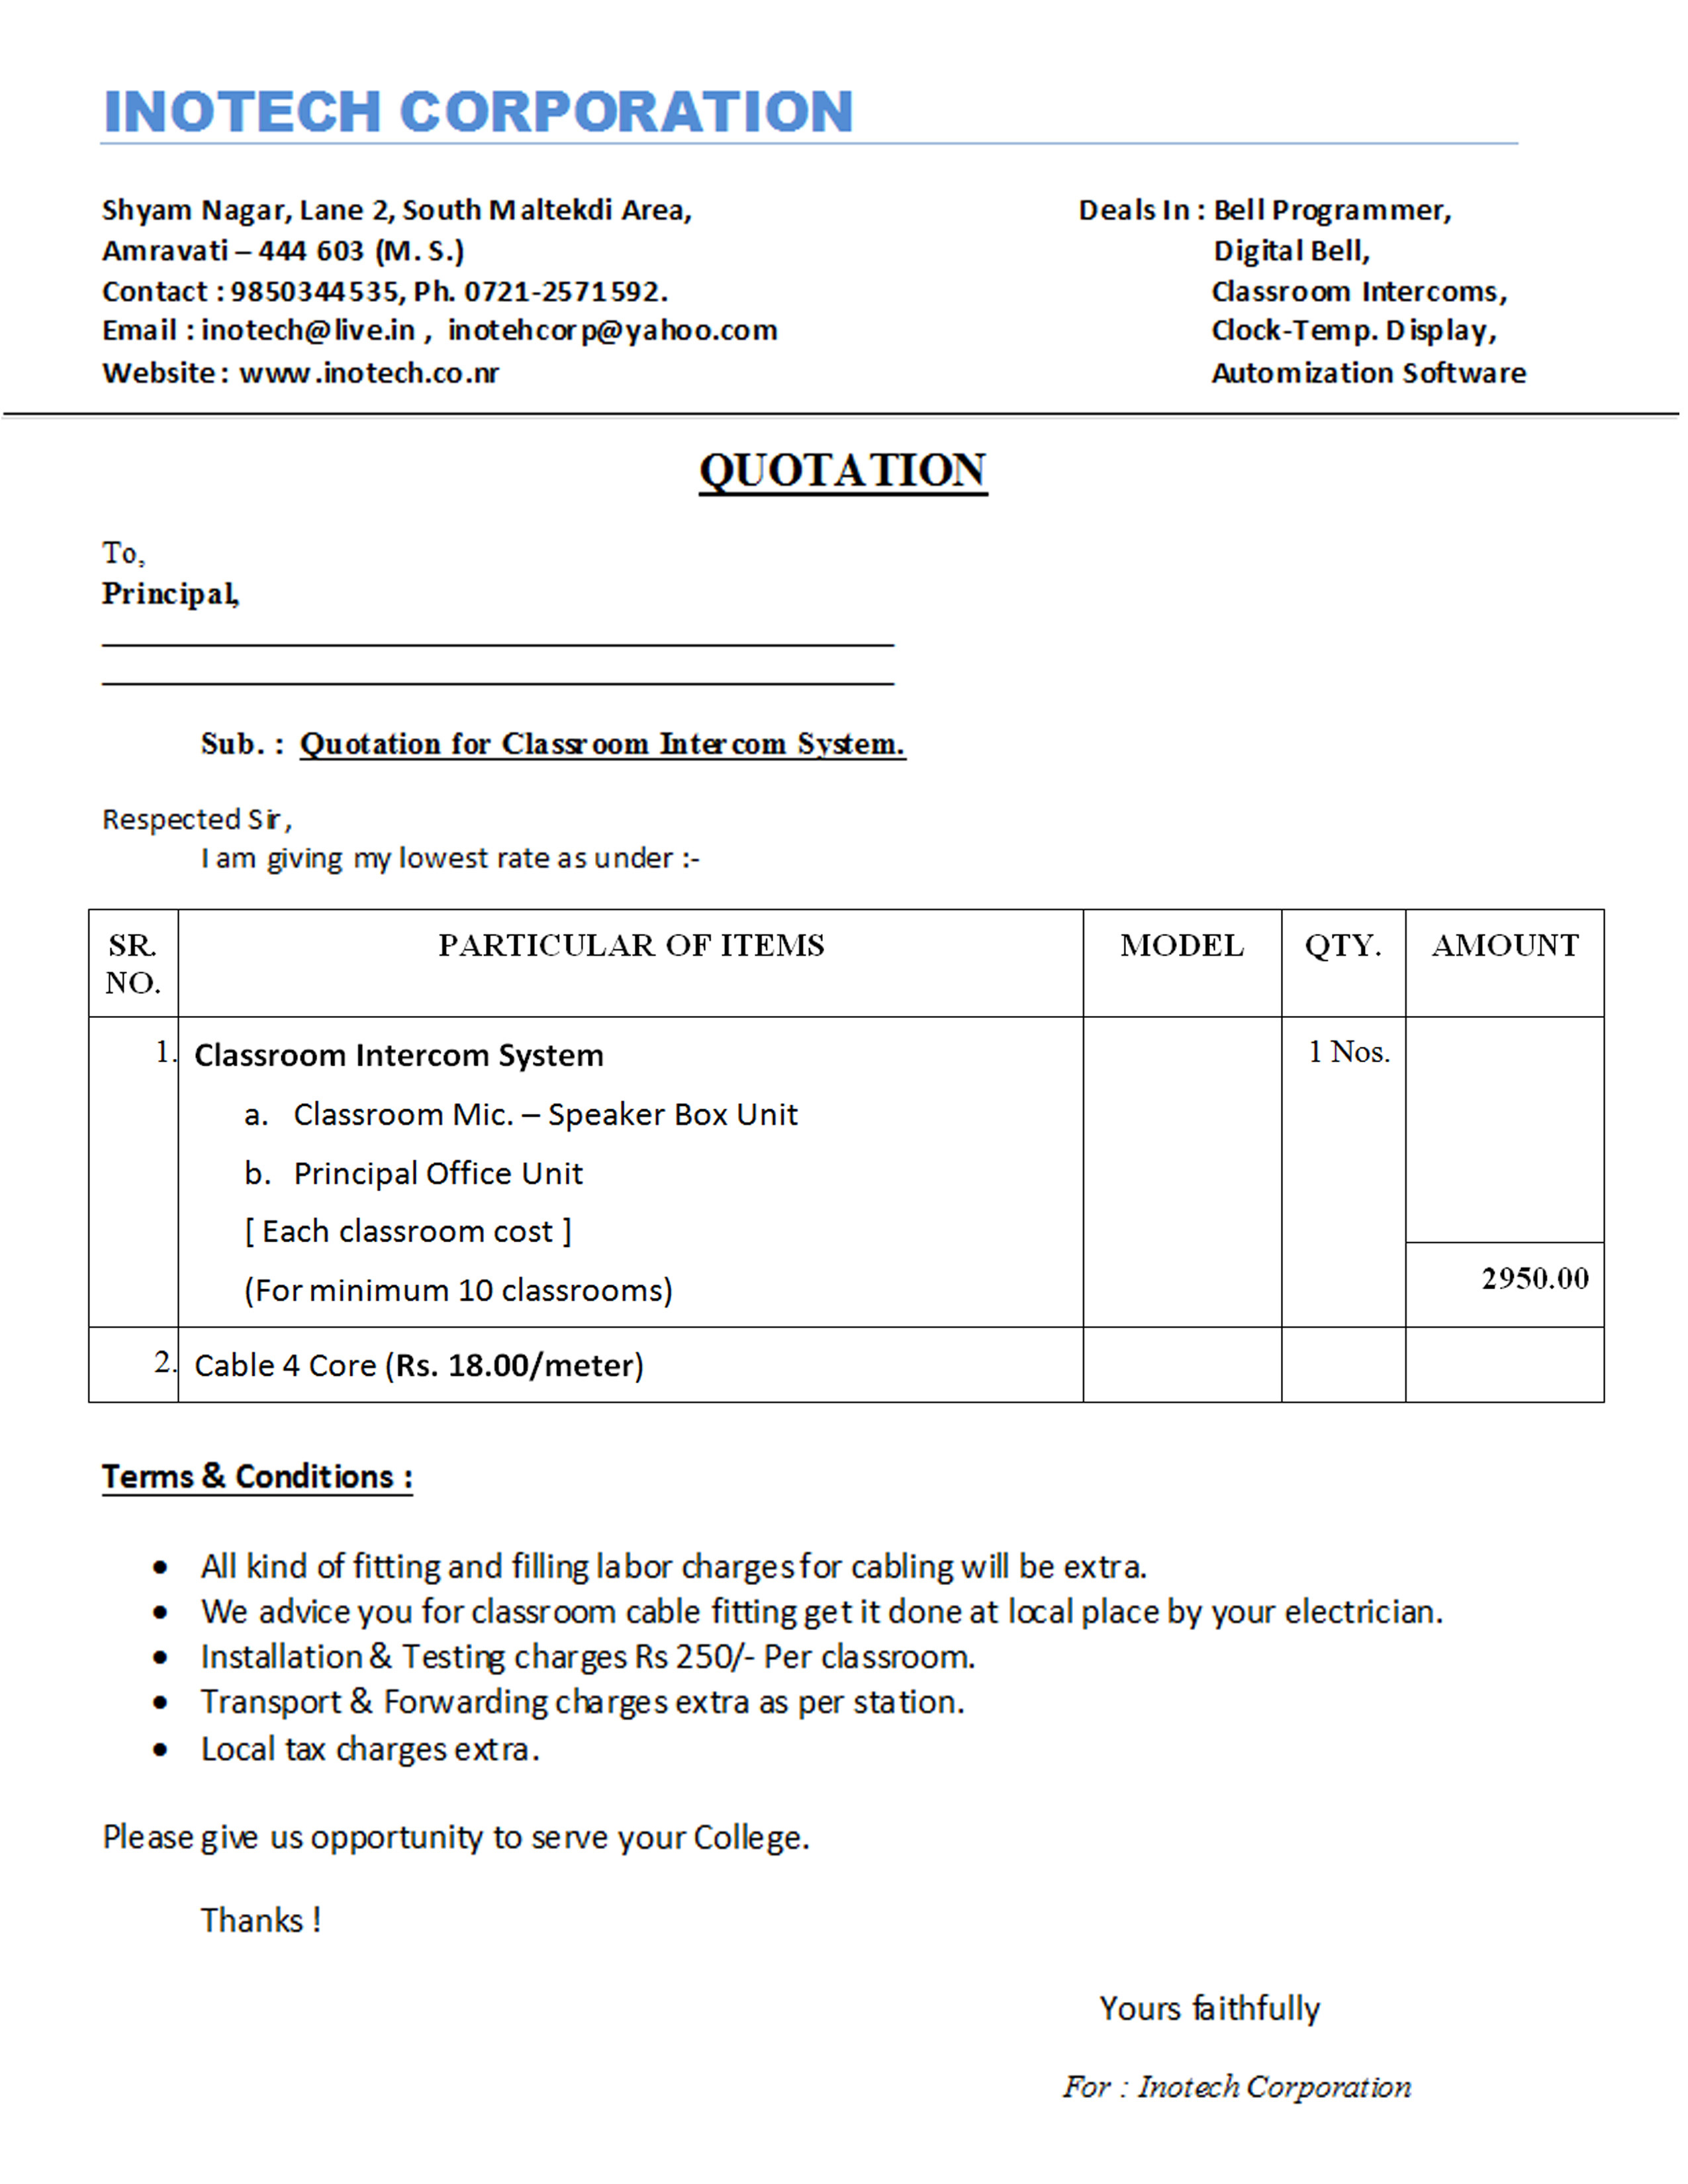 INOTECH CORPORATION
Shyam Nagar, Lane 2, South Maltekdi Area,
Amravati – 444 603 (M. S.)
Contact : 9850344535, Ph. 0721-2571592.
Email : inotech@live.in , inotehcorp@yahoo.com
Website : www.inotech.co.nr
Deals In : Bell Programmer,
Digital Bell,
Classroom Intercoms,
Clock-Temp. Display,
Automization Software
QUOTATION
To,
Principal,
Sub. : Quotation for Classroom Intercom System.
Respected Sir,
I am giving my lowest rate as under :-
SR. NO. PARTICULAR OF ITEMS MODEL QTY. AMOUNT
1. Classroom Intercom System 1 Nos.
a. Classroom Mic. – Speaker Box Unit
b. Principal Office Unit
[ Each classroom cost ]
(For minimum 10 classrooms) 2950.00
2. Cable 4 Core (Rs. 18.00/meter)
Terms & Conditions :
• All kind of fitting and filling labor charges for cabling will be extra.
• We advice you for classroom cable fitting get it done at local place by your electrician.
• Installation & Testing charges Rs 250/- Per classroom.
• Transport & Forwarding charges extra as per station.
• Local tax charges extra.
Please give us opportunity to serve your College.
Thanks !
Yours faithfully
For : Inotech Corporation